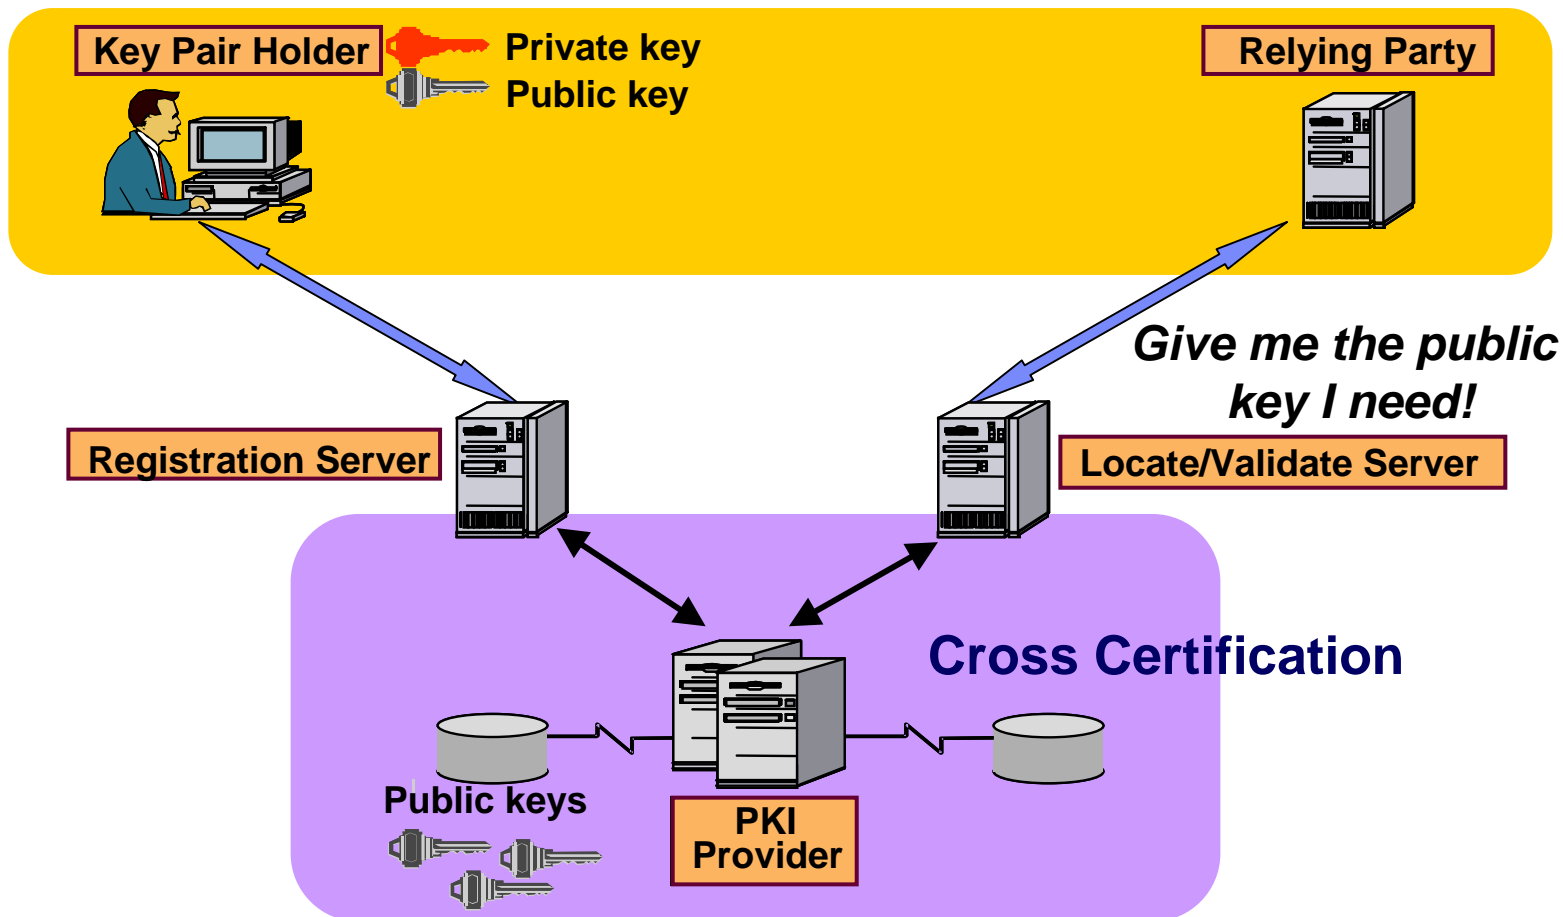 Key Pair Holder
Private key
Public key
Relying Party
Give me the public
key I need!
Registration Server
Locate/Validate Server
Cross Certification
Public keys
PKI
Provider